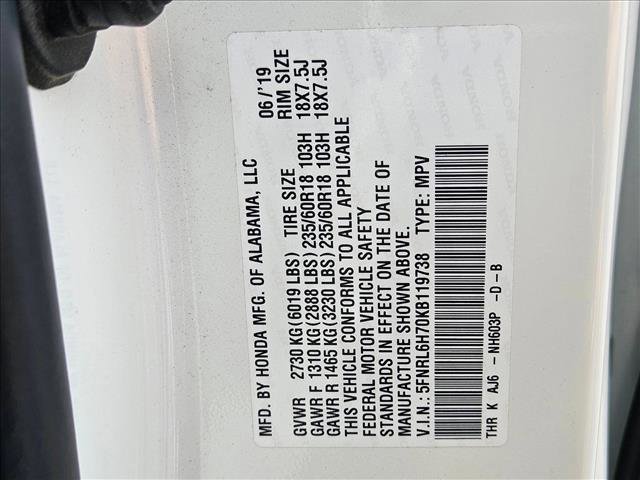 MFD. BY HONDA MFG. OF ALABAMA, LLC 06/'19
GVWR 2730 KG(6019 LBS) TIRE SIZE RIM SIZE
GAWR F 1310 KG(2888 LBS)235/60R18 103H 18X7.5J
GAWR R 1465 KG(3230 LBS)235/60R18 103H 18X7.5J
THIS VEHICLE CONFORMS TO ALL APPLICABLE
FEDERAL MOTOR VEHICLE SAFETY
STANDARDS IN EFFECT ON THE DATE OF
MANUFACTURE SHOWN ABOVE.
V.I.N.: 5FNRL6H70KB119738 TYPE: MPV
THR K AJ6 -NH603P -D-B
HONDA HONDA HONDA